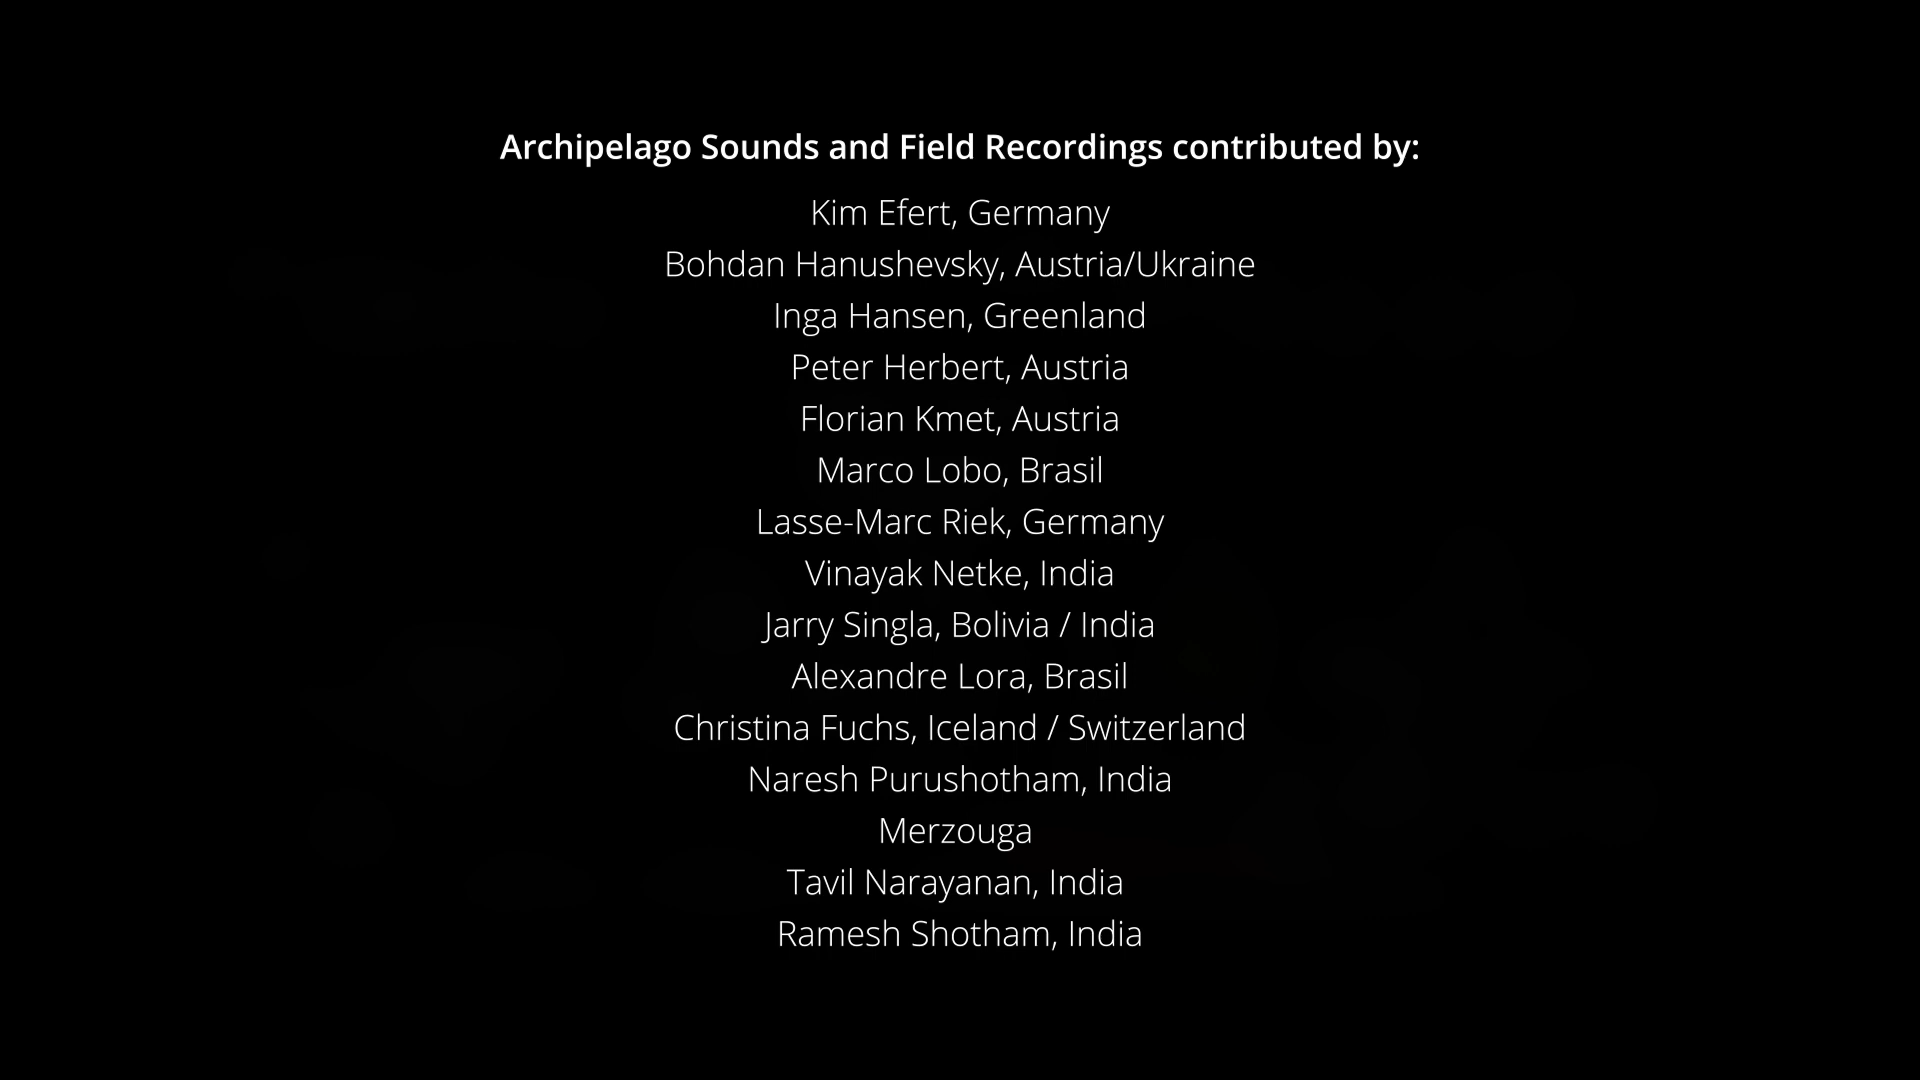 Archipelago Sounds and Field Recordings contributed by:
Kim Efert, Germany
Bohdan Hanushevsky, Austria/Ukraine
Inga Hansen, Greenland
Peter Herbert, Austria
Florian Kmet, Austria
Marco Lobo, Brasil
Lasse-Marc Riek, Germany
Vinayak Netke, India
Jarry Singla, Bolivia / India
Alexandre Lora, Brasil
Christina Fuchs, Iceland / Switzerland
Naresh Purushotham, India
Merzouga
Tavil Narayanan, India
Ramesh Shotham, India